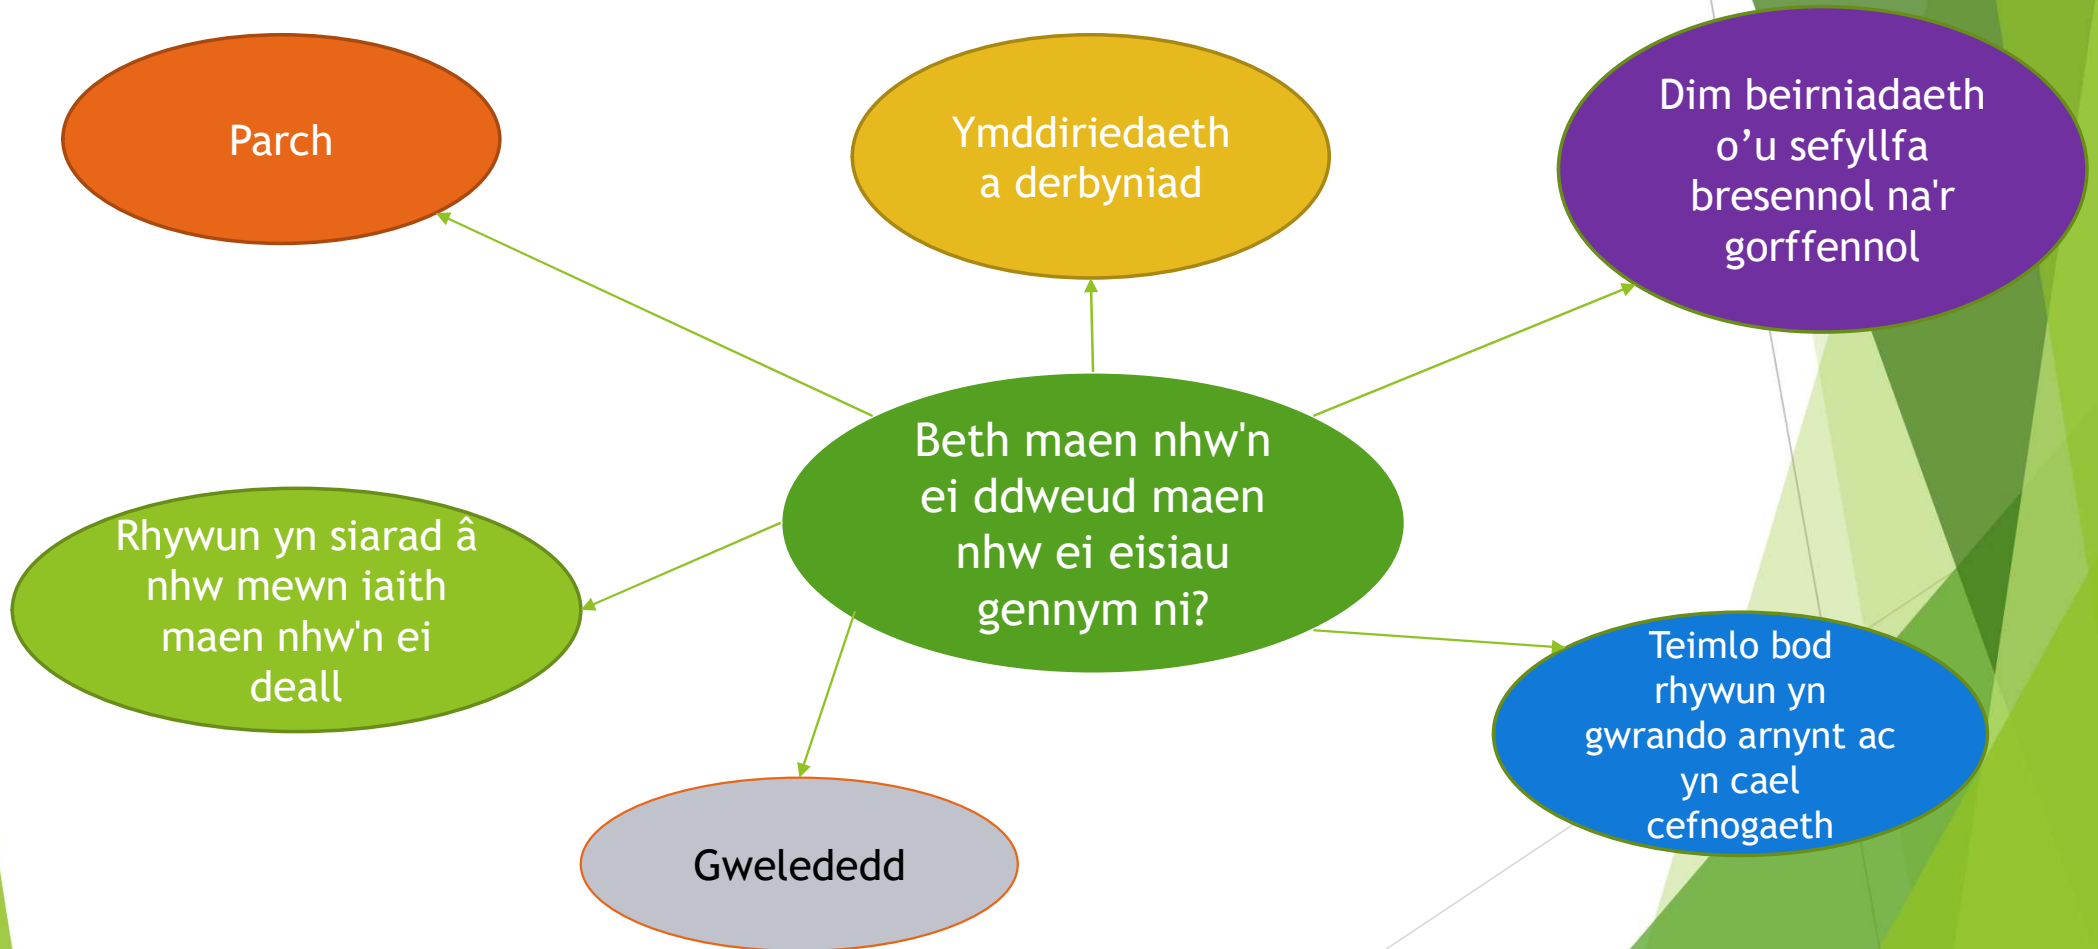 Parch
Ymddiriedaeth
a derbyniad
Dim beirniadaeth
o’u sefyllfa
bresennol na'r
gorffennol
Beth maen nhw'n
ei ddweud maen
nhw ei eisiau
gennym ni?
Rhywun yn siarad â
nhw mewn iaith
maen nhw'n ei
deall
Teimlo bod
rhywun yn
gwrando arnynt ac
yn cael
cefnogaeth
Gwelededd